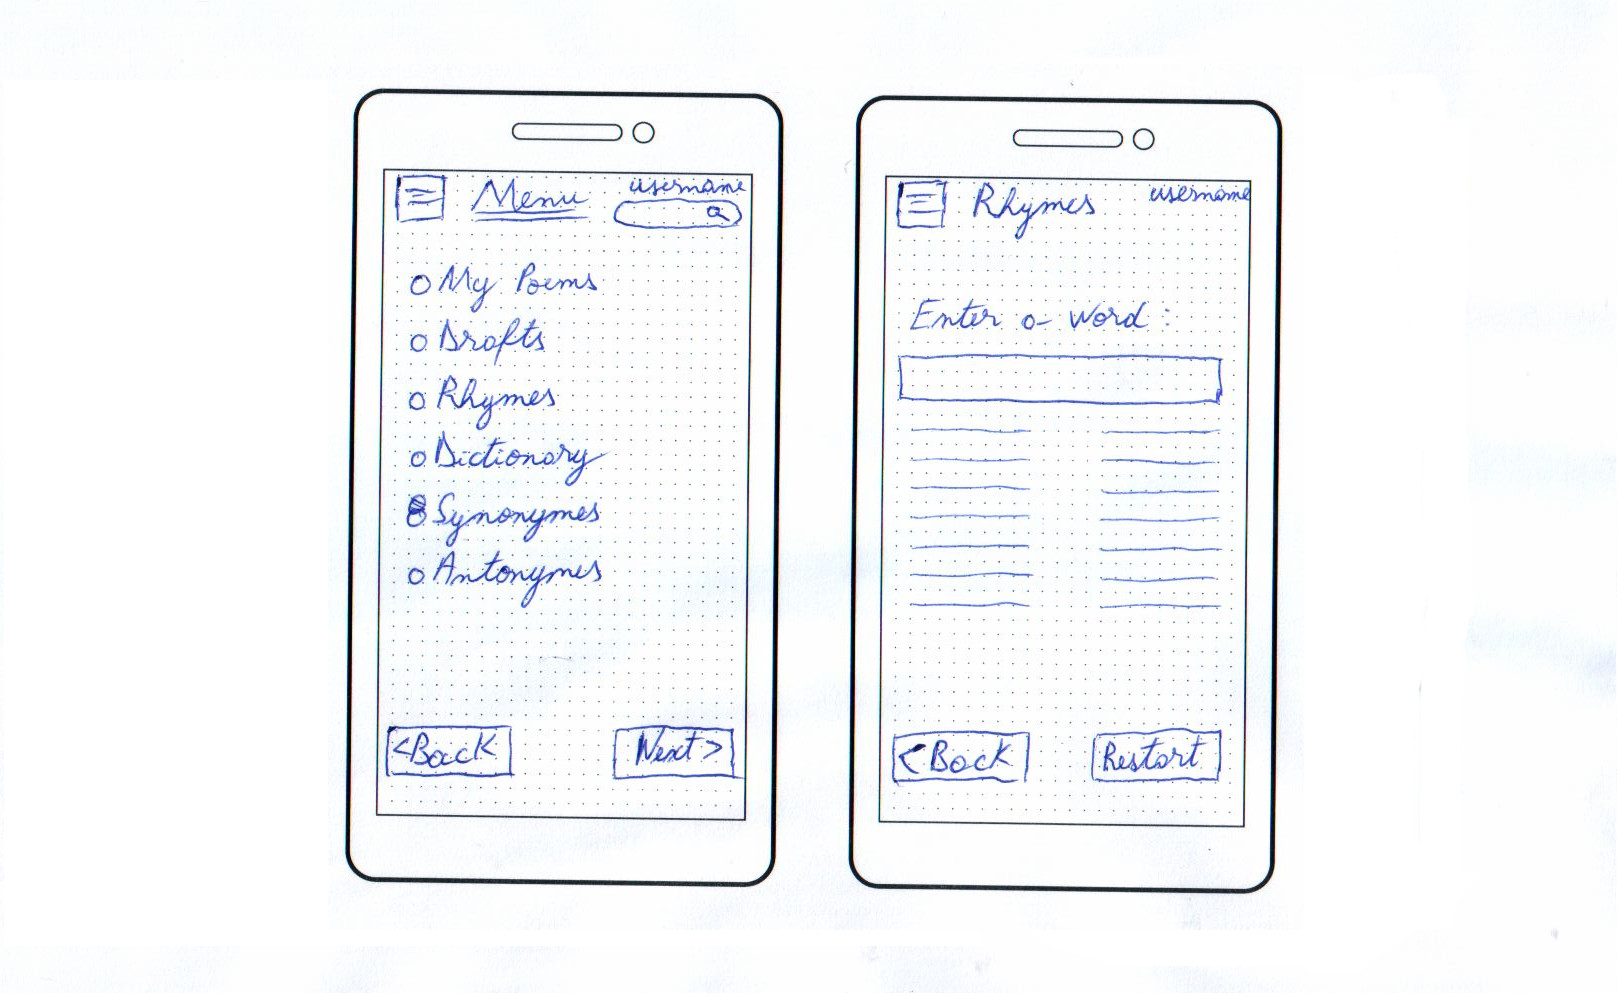 Menu
username
My Poems
Drafts
Rhymes
Dictionary
Synonymes
Antonymes
<Back
Next>
Rhymes
username
Enter a word :
<Back
Restart